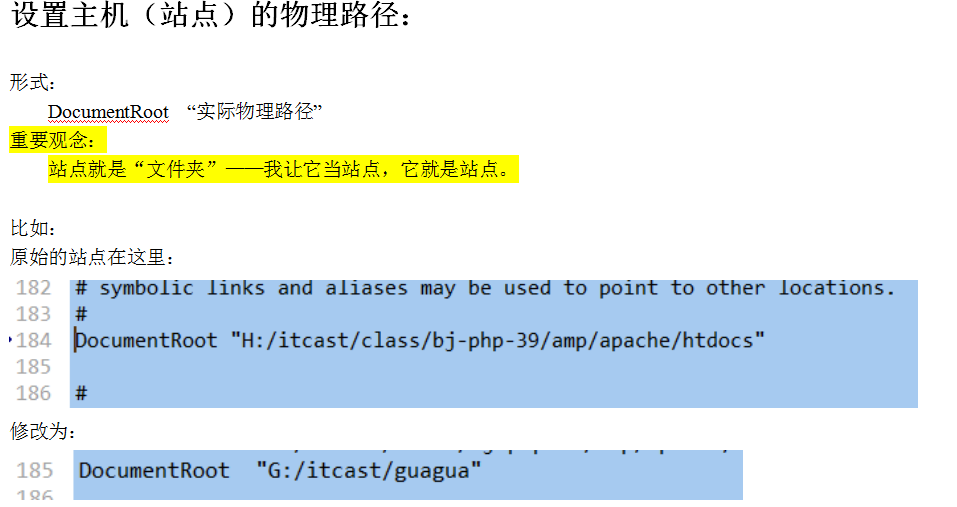 设置主机（站点）的物理路径：
形式：
DocumentRoot “实际物理路径”
重要观念：
站点就是“文件夹”——我让它当站点，它就是站点。
比如：
原始的站点在这里：
182 # symbolic links and aliases may be used to point to other locations.
183 #
184 DocumentRoot "H:/itcast/class/bj-php-39/amp/apache/htdocs"
185
186 #
修改为：
185 DocumentRoot "G:/itcast/guagua"
186